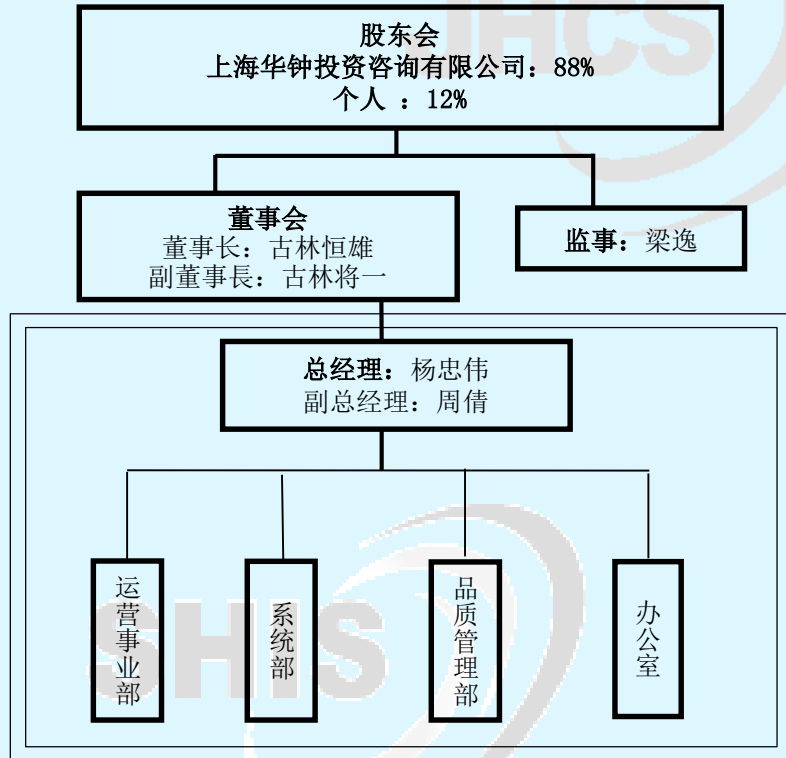 股东会
上海华钟投资咨询有限公司：88%
个人 ：12%
董事会
董事长：古林恒雄
副董事長：古林将一
监事：梁逸
总经理：杨忠伟
副总经理：周倩
运营事业部
系统部
品质管理部
办公室
SHIS